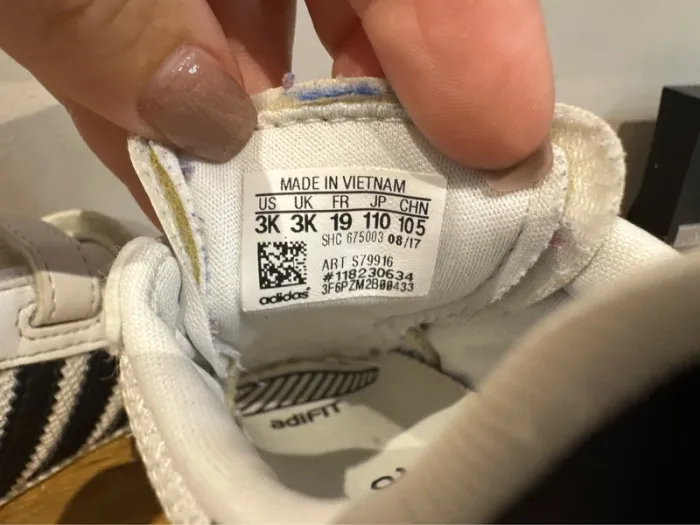 MADE IN VIETNAM
US UK FR JP CHN
3K 3K 19 110 105
SHC 675003 08/17
ART S79916
#118230634
3F6PZM2B00433
adidas
adiFIT